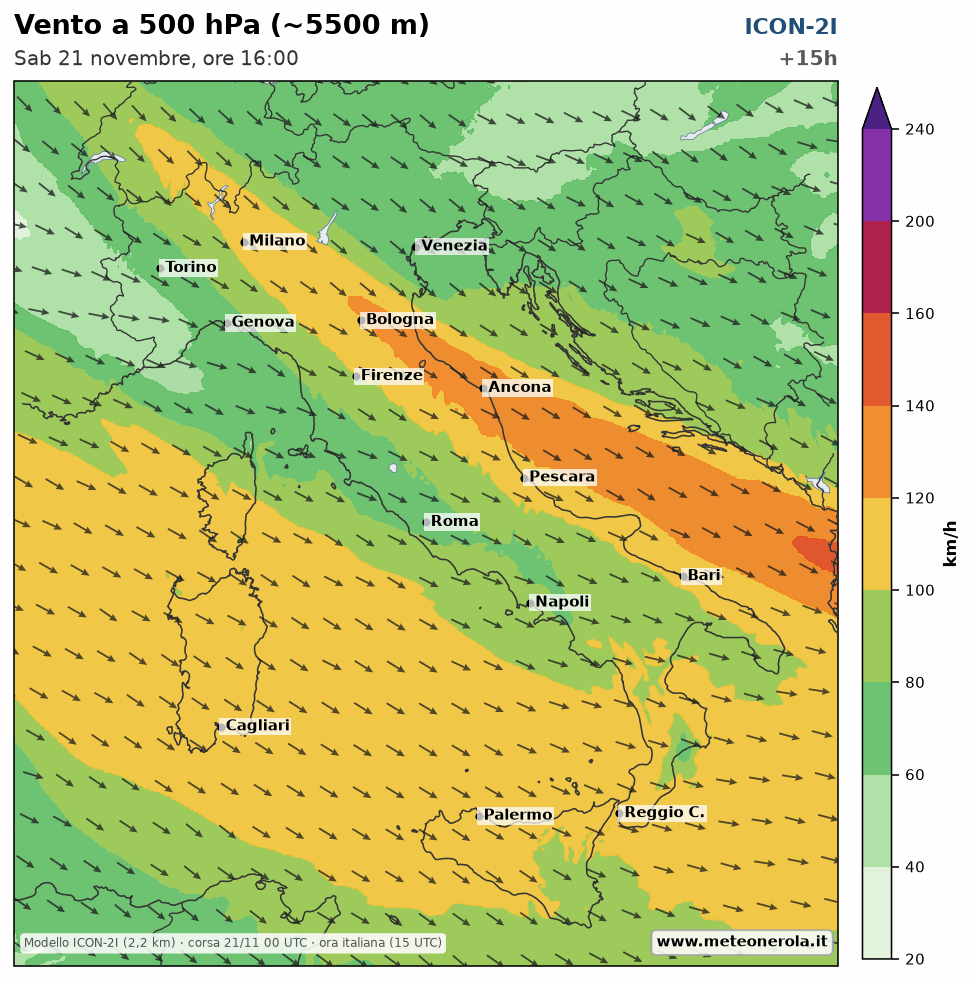 Vento a 500 hPa (~5500 m)
ICON-2I
Sab 21 novembre, ore 16:00
+15h
Milano
Venezia
Torino
Genova
Bologna
Firenze
Ancona
Pescara
Roma
Bari
Napoli
Cagliari
Palermo
Reggio C.
240
220
160
140
120
100
80
60
40
20
km/h
Modello ICON-2I (2,2 km) · corsa 21/11 00 UTC · ora italiana (15 UTC)
www.meteonerola.it